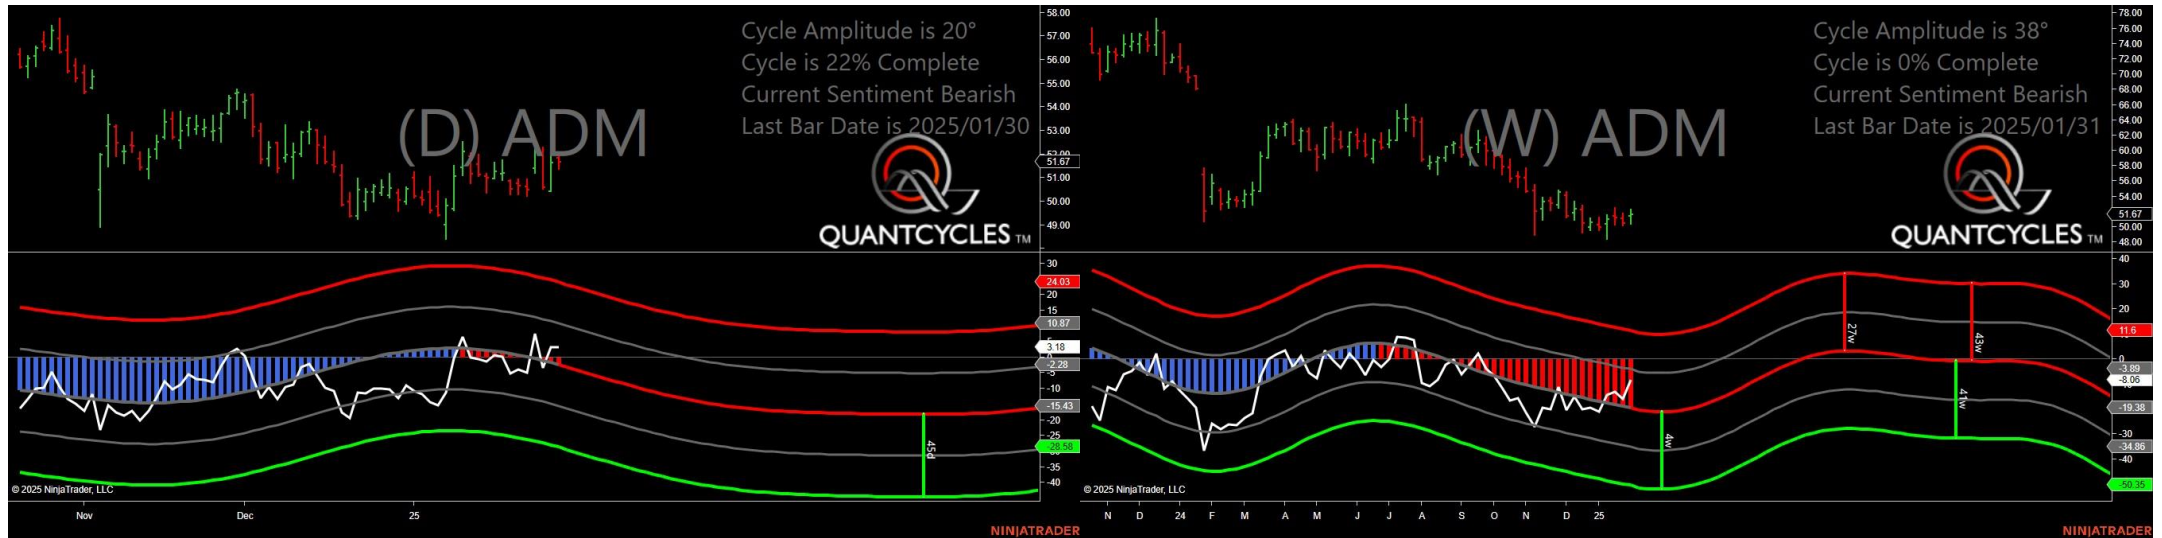 Cycle Amplitude is 20°
Cycle is 22% Complete
Current Sentiment Bearish
Last Bar Date is 2025/01/30
(D) ADM
QUANTCYCLES TM
58.00
57.00
56.00
55.00
54.00
53.00
52.00
51.67
51.00
50.00
49.00
30
24.03
20
15
10.87
5
3.18
-2.28
-5
-10
-15.43
-20
-25
-28.58
-35
-40
45d
© 2025 NinjaTrader, LLC
Nov
Dec
25
NINJATRADER
Cycle Amplitude is 38°
Cycle is 0% Complete
Current Sentiment Bearish
Last Bar Date is 2025/01/31
(W) ADM
QUANTCYCLES TM
78.00
76.00
74.00
72.00
70.00
68.00
66.00
64.00
62.00
60.00
58.00
56.00
54.00
51.67
50.00
48.00
40
30
20
11.6
0
-3.89
-8.06
-19.38
-30
-34.86
-40
-50.35
4w
27w
41w
43w
© 2025 NinjaTrader, LLC
N D 24 F M A M J J A S O N D 25
NINJATRADER